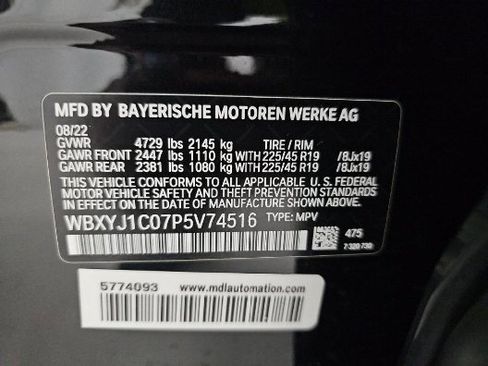 MFD BY BAYERISCHE MOTOREN WERKE AG
08/22
GVWR 4729 lbs 2145 kg TIRE / RIM
GAWR FRONT 2447 lbs 1110 kg WITH 225/45 R19 /8Jx19
GAWR REAR 2381 lbs 1080 kg WITH 225/45 R19 /8Jx19
THIS VEHICLE CONFORMS TO ALL APPLICABLE U.S. FEDERAL
MOTOR VEHICLE SAFETY AND THEFT PREVENTION STANDARDS
IN EFFECT ON THE DATE OF MANUFACTURE SHOWN ABOVE.
WBXYJ1C07P5V74516 TYPE: MPV
475
7 320 730
5774093
www.mdlautomation.com